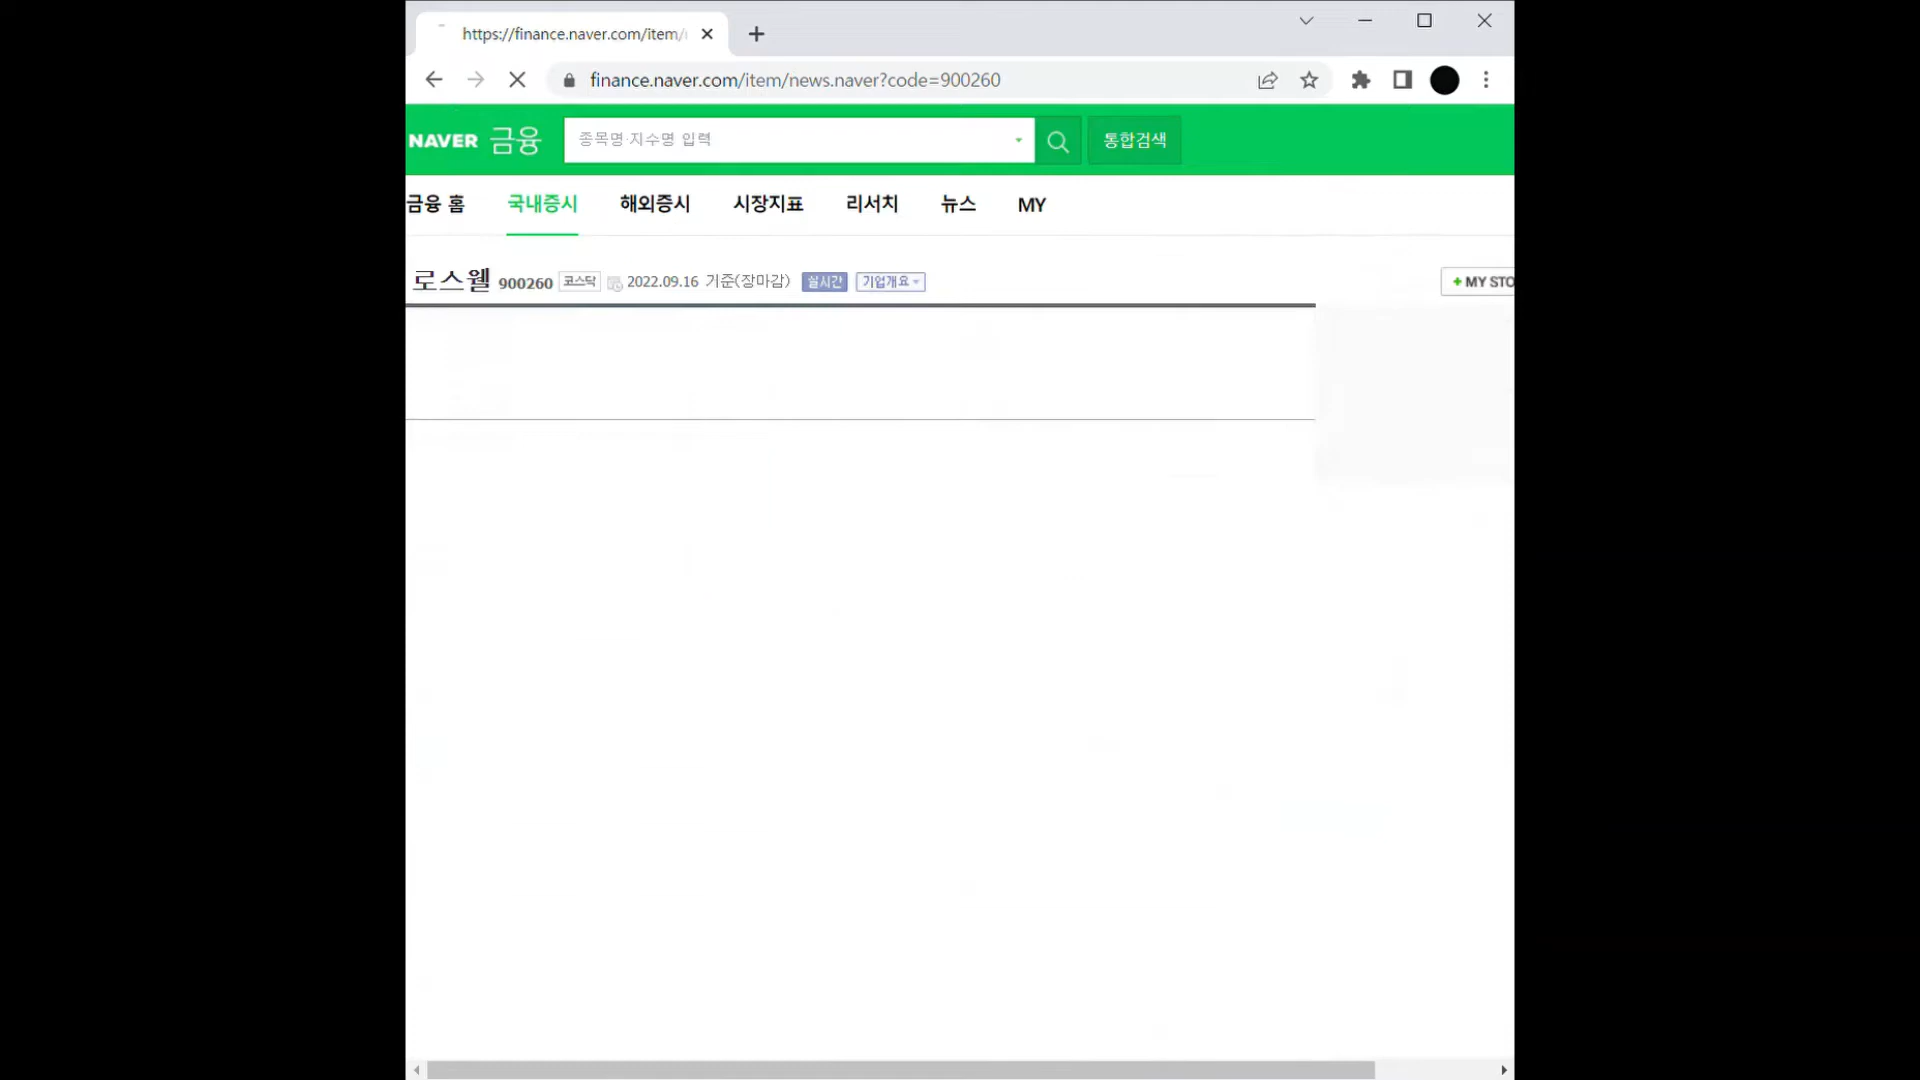 https://finance.naver.com/item/
finance.naver.com/item/news.naver?code=900260
NAVER 금융 종목명·지수명 입력 통합검색
금융 홈 국내증시 해외증시 시장지표 리서치 뉴스 MY
로스웰 900260 코스닥 2022.09.16 기준(장마감) 실시간 기업개요 + MY STO